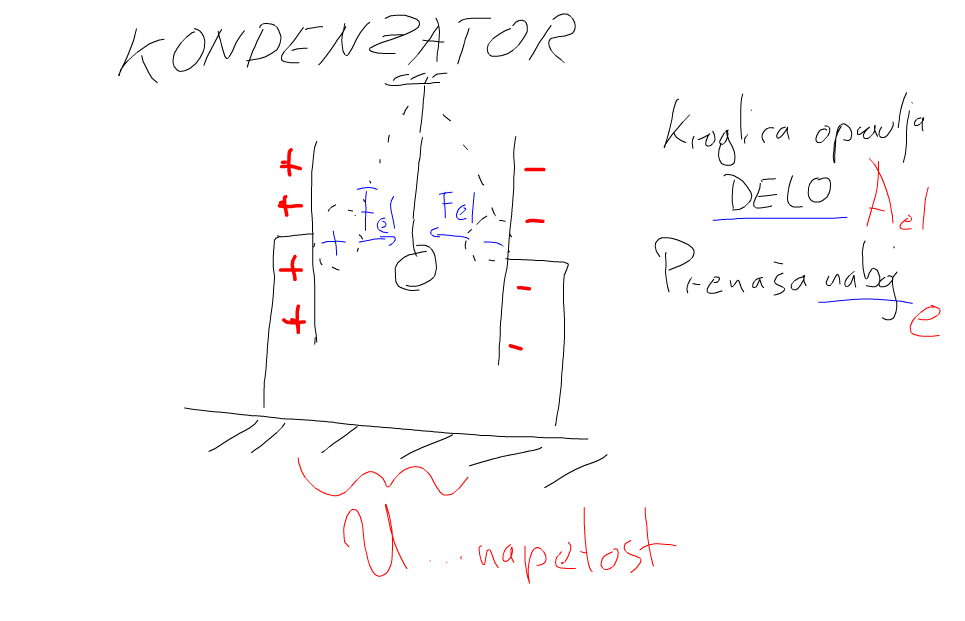 KONDENZATOR
Kroglica opravlja
DELO Ael
Prenaša naboj
e
+ -
+ -
Fel Fel
+ -
+ -
+ -
U...napetost